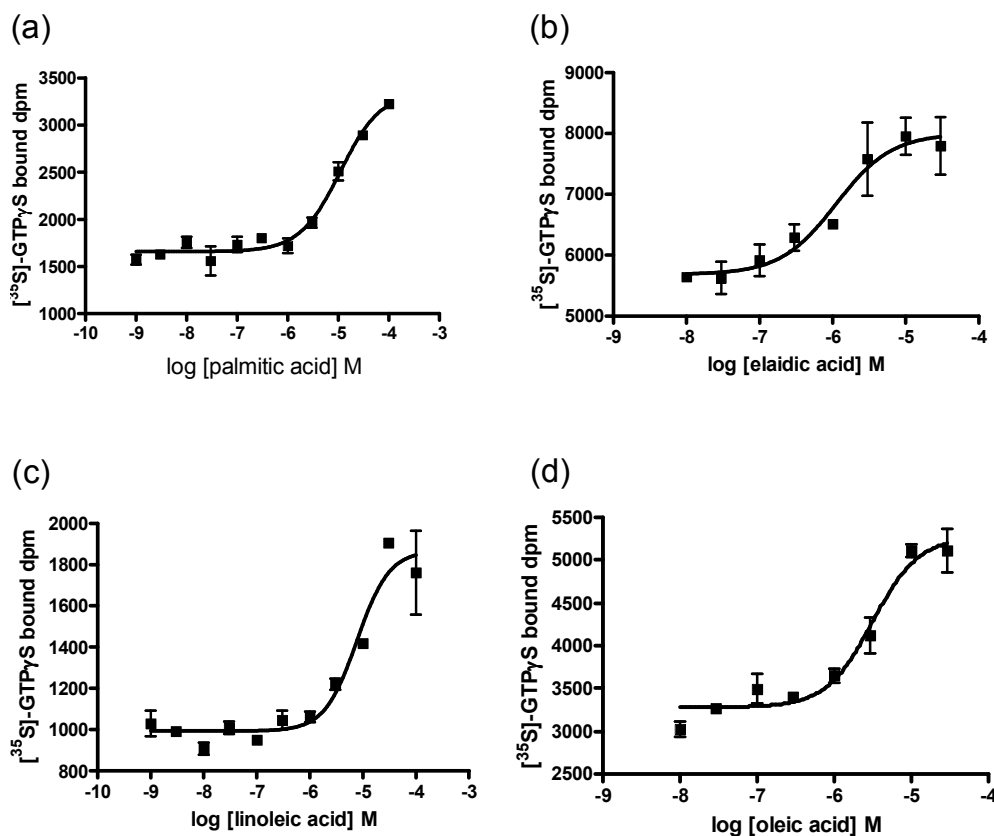 (a)
[³⁵S]-GTPγS bound dpm
3500
3000
2500
2000
1500
1000
-10 -9 -8 -7 -6 -5 -4 -3
log [palmitic acid] M
(b)
[³⁵S]-GTPγS bound dpm
9000
8000
7000
6000
5000
-9 -8 -7 -6 -5 -4
log [elaidic acid] M
(c)
[³⁵S]-GTPγS bound dpm
2000
1800
1600
1400
1200
1000
800
-10 -9 -8 -7 -6 -5 -4 -3
log [linoleic acid] M
(d)
[³⁵S]-GTPγS bound dpm
5500
5000
4500
4000
3500
3000
2500
-9 -8 -7 -6 -5 -4
log [oleic acid] M